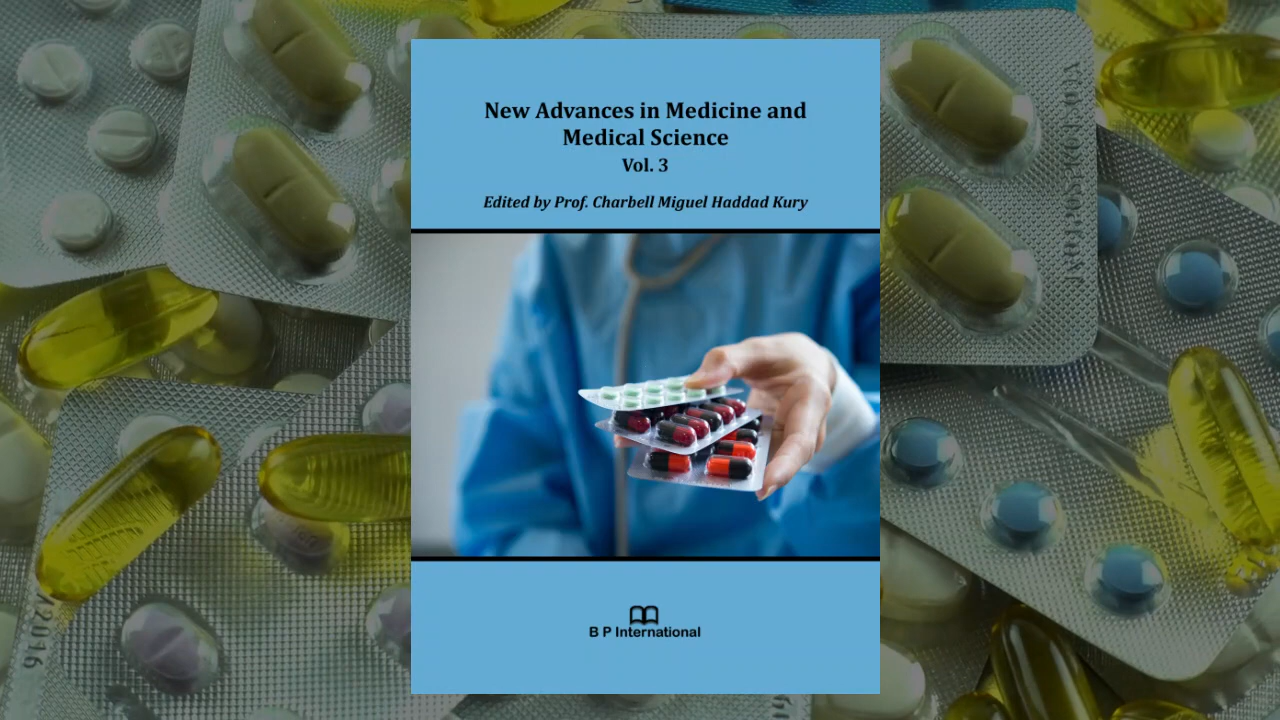 New Advances in Medicine and
Medical Science
Vol. 3
Edited by Prof. Charbell Miguel Haddad Kury
B P International